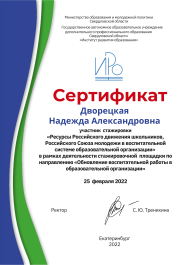 Министерство образования и молодежной политики
Свердловской области
Государственное автономное образовательное учреждение
дополнительного профессионального образования
Свердловской области
«Институт развития образования»
ИРО
Сертификат
Дворецкая
Надежда Александровна
участник стажировки
«Ресурсы Российского движения школьников,
Российского Союза молодежи в воспитательной
системе образовательной организации»
в рамках деятельности стажировочной площадки по
направлению «Обновление воспитательной работы в
образовательной организации»
25 февраля 2022
Ректор
С.Ю. Тренихина
Екатеринбург
2022